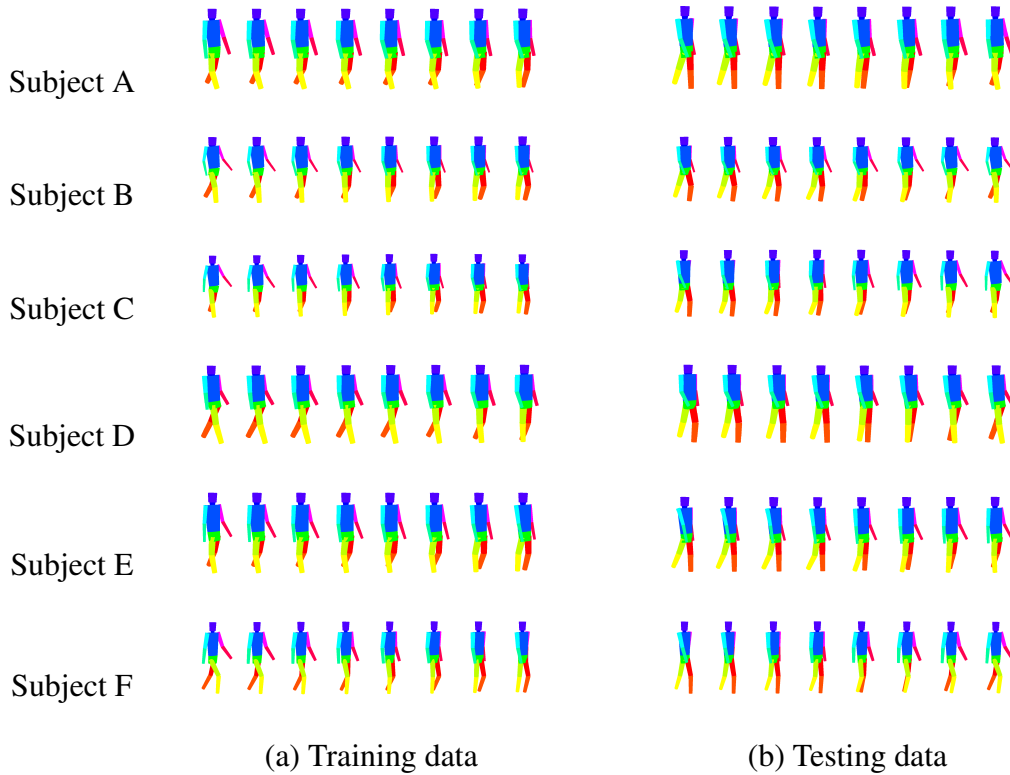 Subject A
Subject B
Subject C
Subject D
Subject E
Subject F
(a) Training data
(b) Testing data